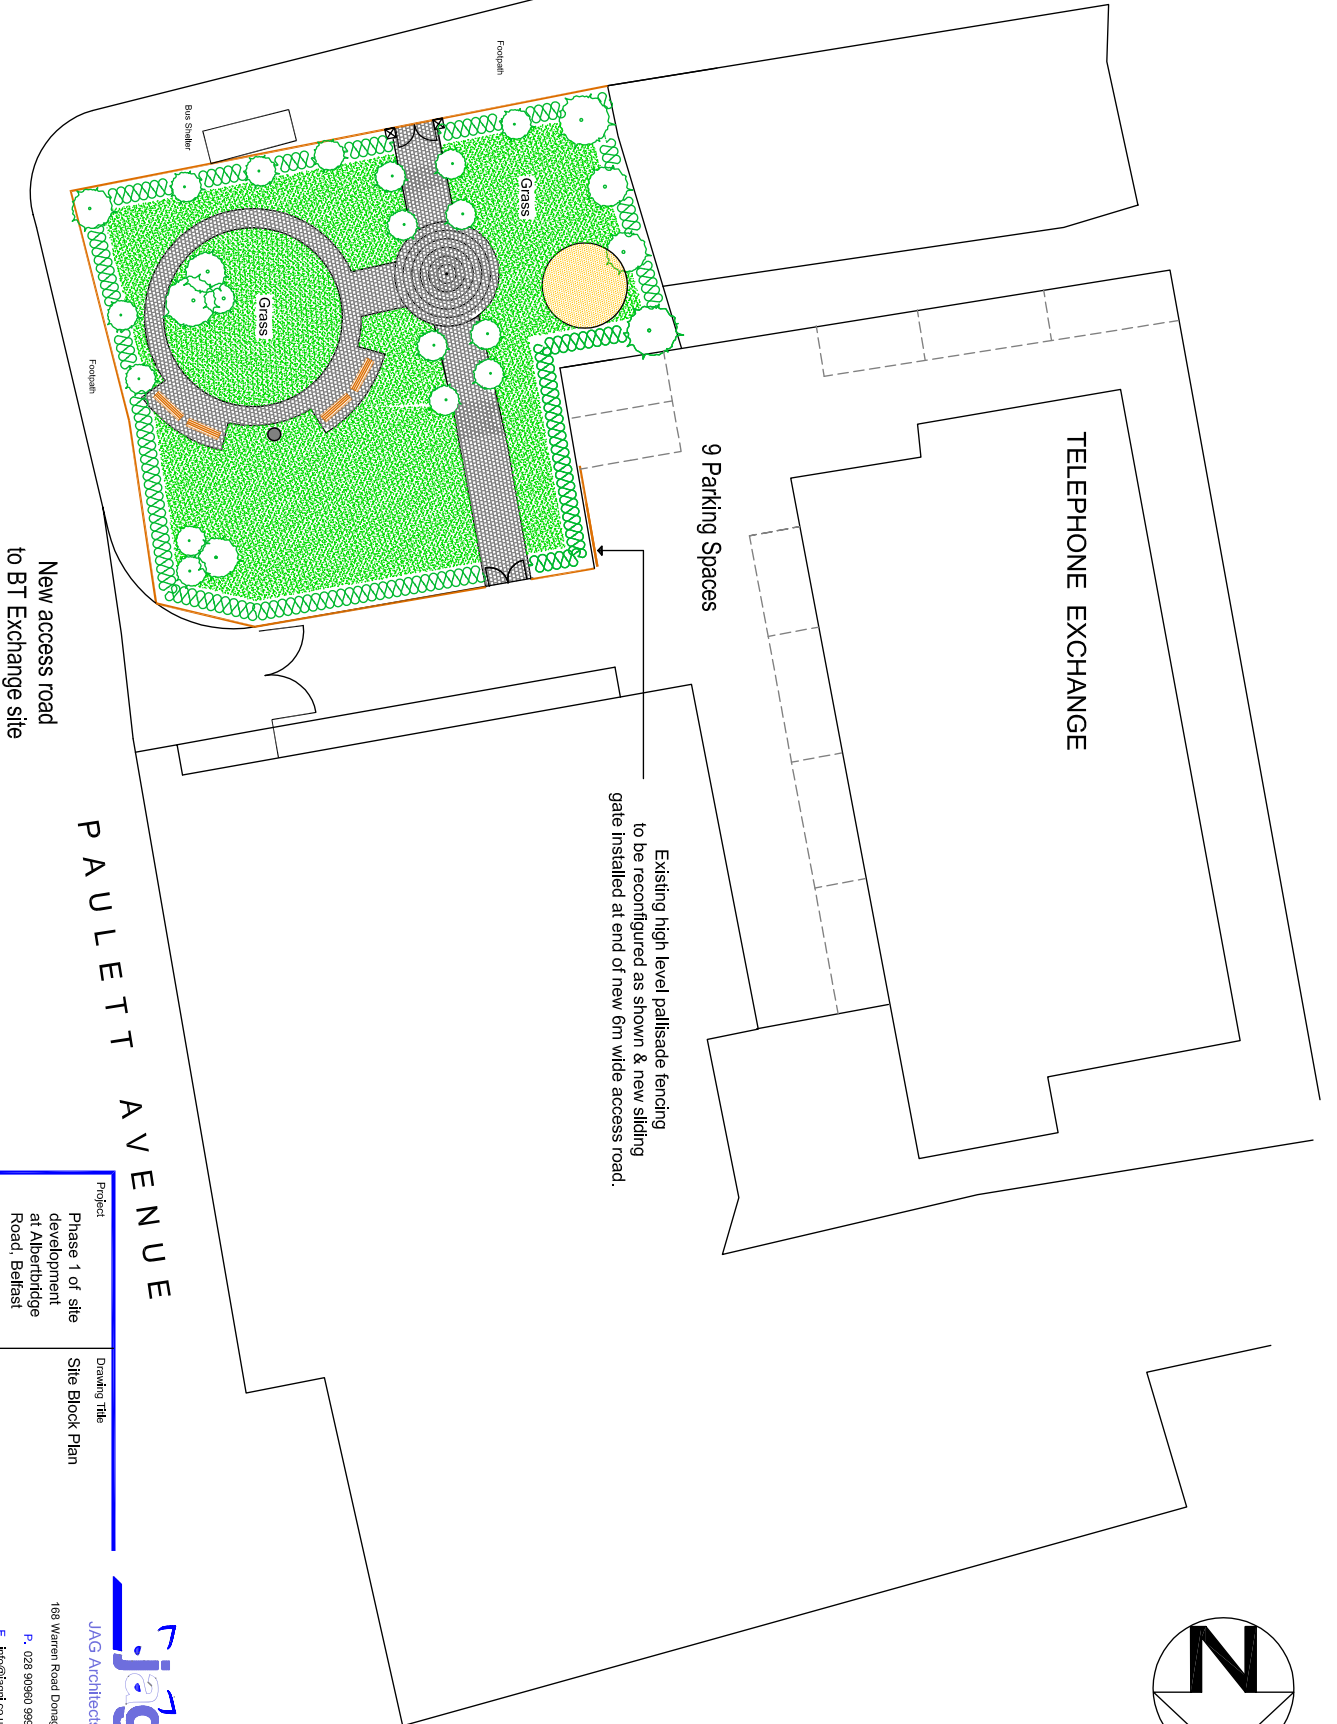 Footpath
Bus Shelter
Grass
Grass
Footpath
TELEPHONE EXCHANGE
9 Parking Spaces
New access road
to BT Exchange site
Existing high level pallisade fencing
to be reconfigured as shown & new sliding
gate installed at end of new 6m wide access road.
PAULETT AVENUE
Project
Phase 1 of site
development
at Albertbridge
Road, Belfast
Drawing Title
Site Block Plan
jag
JAG Architects
168 Warren Road Donag
P. 028 90960 999
N